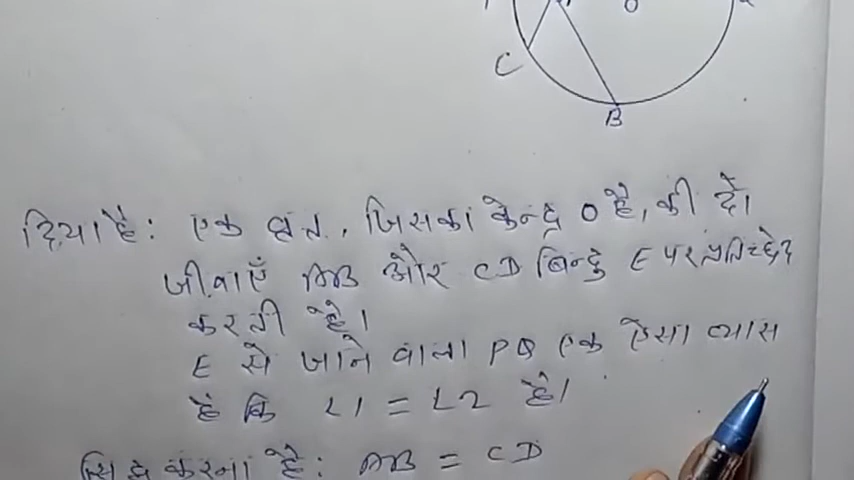 O
C
B
दिया है : एक वृत्त, जिसका केन्द्र O है, की दो
जीवाएँ AB और CD बिन्दु E पर प्रतिच्छेद
करती है।
E से जाने वाला PQ एक ऐसा व्यास
है कि ∠1 = ∠2 है।
सिद्ध करना है : AB = CD